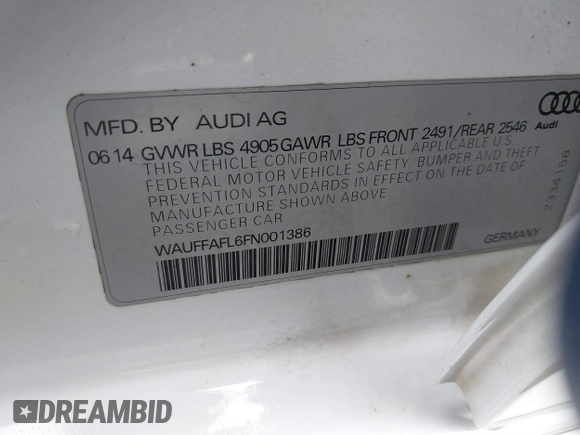 MFD. BY AUDI AG
06 14 GVWR LBS 4905 GAWR LBS FRONT 2491/REAR 2546
Audi
THIS VEHICLE CONFORMS TO ALL APPLICABLE U S
FEDERAL MOTOR VEHICLE SAFETY, BUMPER AND THEFT
PREVENTION STANDARDS IN EFFECT ON THE DATE OF
MANUFACTURE SHOWN ABOVE.
PASSENGER CAR
2334158
WAUFFAFL6FN001386
GERMANY
DREAMBID